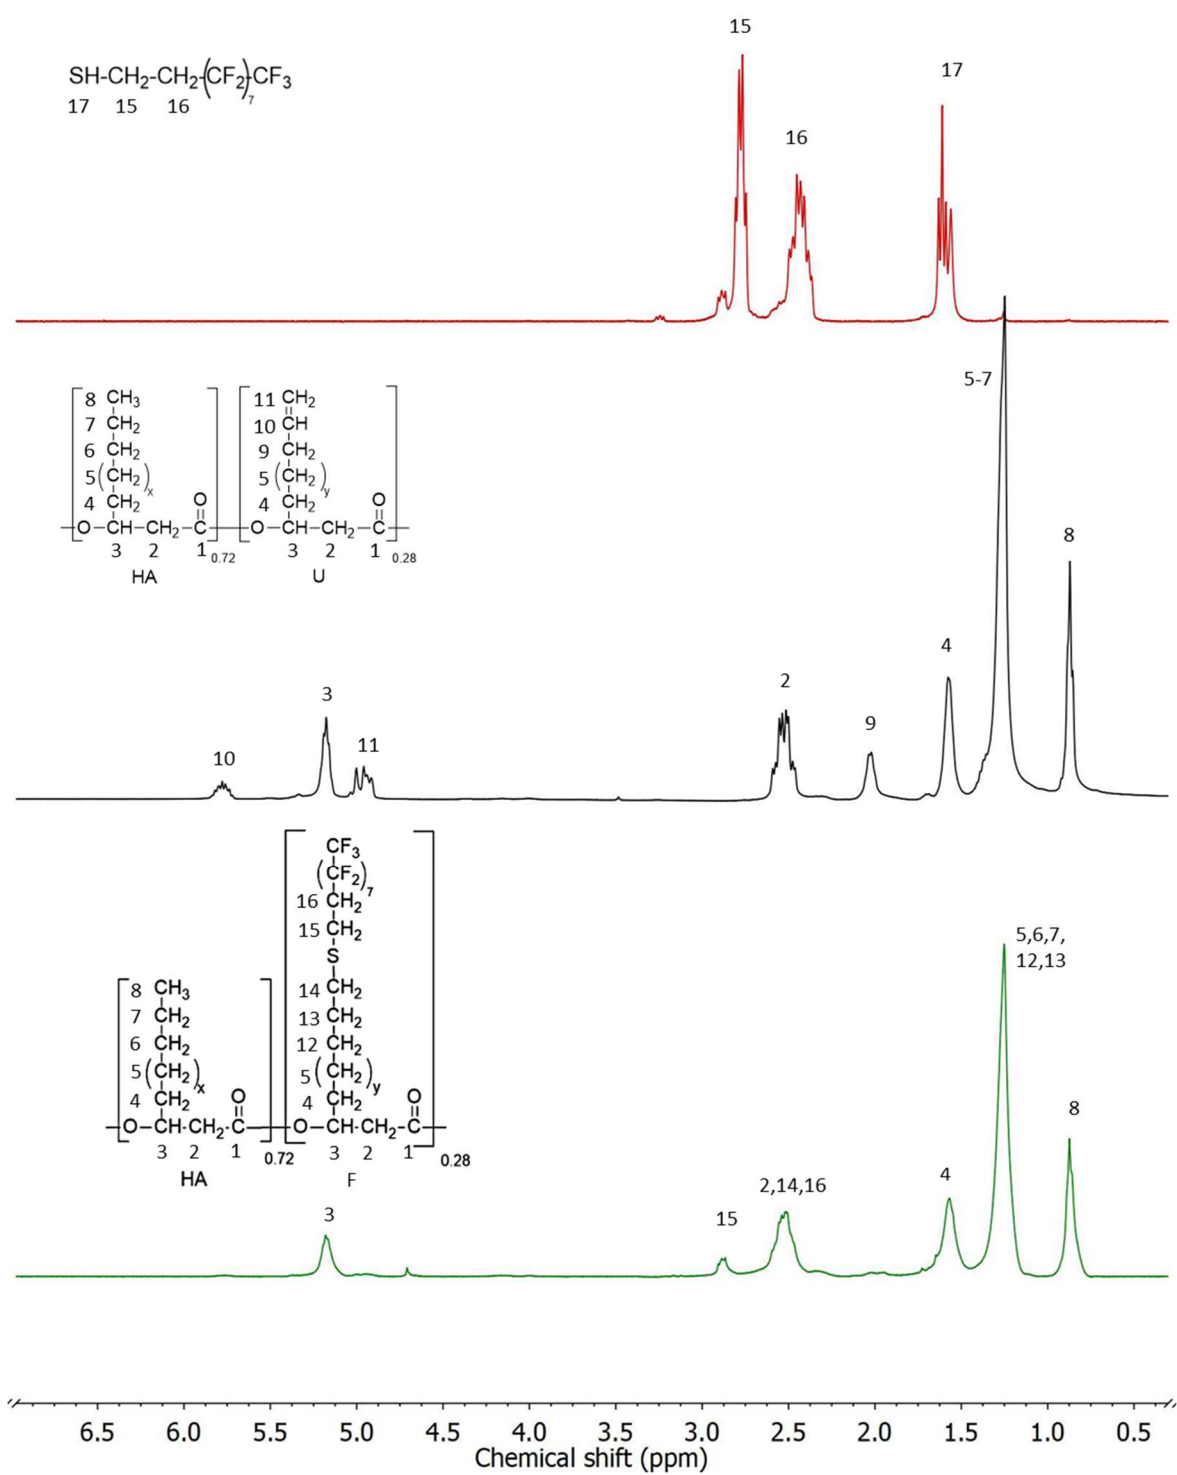 15
SH-CH2-CH2-(CF2)7-CF3
17 15 16
16
17
5-7
8 CH3
7 CH2
6 CH2
5(CH2)x
4 CH2 O
O-CH-CH2-C
3 2 1 0.72
HA
11 CH2
10 CH
9 CH2
5(CH2)y
4 CH2 O
O-CH-CH2-C
3 2 1 0.28
U
10
3
11
2
9
4
8
CF3
(CF2)7
16 CH2
15 CH2
S
14 CH2
13 CH2
12 CH2
5(CH2)y
4 CH2 O
O-CH-CH2-C
3 2 1 0.28
F
8 CH3
7 CH2
6 CH2
5(CH2)x
4 CH2 O
O-CH-CH2-C
3 2 1 0.72
HA
3
15
2,14,16
4
5,6,7,
12,13
8
6.5 6.0 5.5 5.0 4.5 4.0 3.5 3.0 2.5 2.0 1.5 1.0 0.5
Chemical shift (ppm)